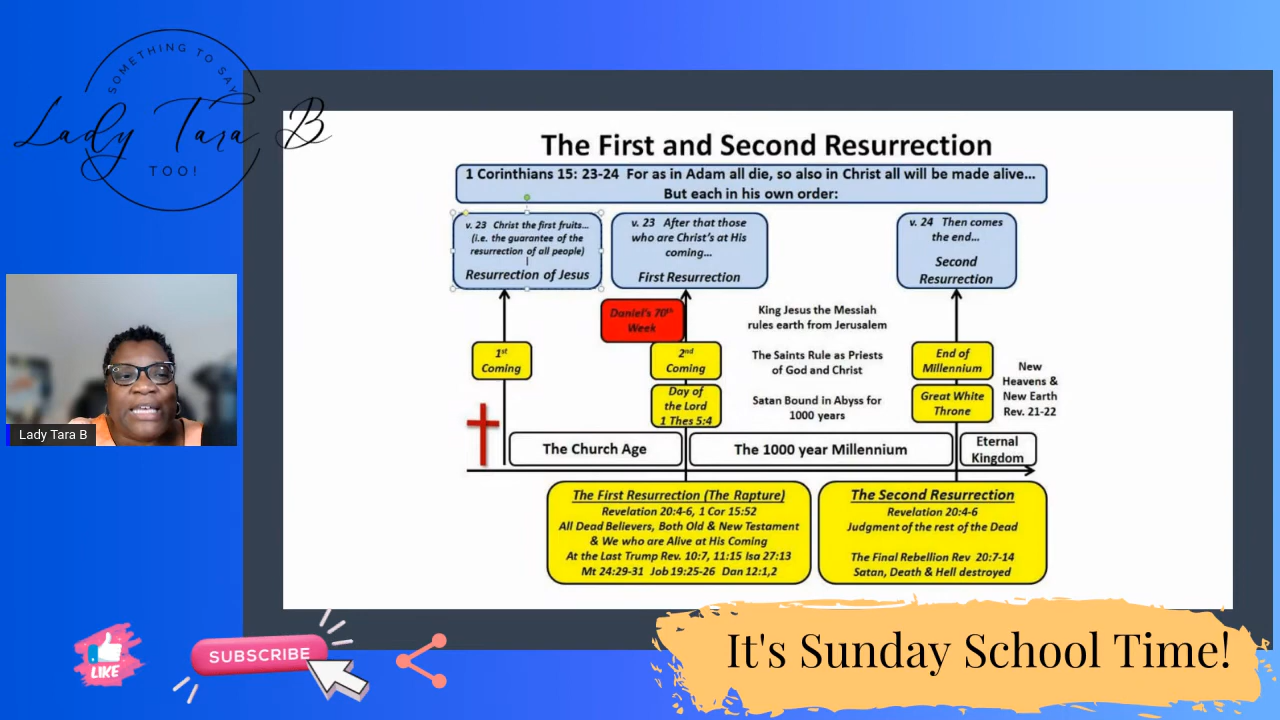 SOMETHING TO SAY
Lady Tara B
TOO!
The First and Second Resurrection
1 Corinthians 15: 23-24 For as in Adam all die, so also in Christ all will be made alive...
But each in his own order:
v. 23 Christ the first fruits...
(i.e. the guarantee of the
resurrection of all people)
Resurrection of Jesus
v. 23 After that those
who are Christ's at His
coming...
First Resurrection
v. 24 Then comes
the end...
Second
Resurrection
Daniel's 70th
Week
King Jesus the Messiah
rules earth from Jerusalem
1st
Coming
2nd
Coming
The Saints Rule as Priests
of God and Christ
End of
Millennium
Day of
the Lord
1 Thes 5:4
Satan Bound in Abyss for
1000 years
Great White
Throne
New
Heavens &
New Earth
Rev. 21-22
The Church Age
The 1000 year Millennium
Eternal
Kingdom
The First Resurrection (The Rapture)
Revelation 20:4-6, 1 Cor 15:52
All Dead Believers, Both Old & New Testament
& We who are Alive at His Coming
At the Last Trump Rev. 10:7, 11:15 Isa 27:13
Mt 24:29-31 Job 19:25-26 Dan 12:1,2
The Second Resurrection
Revelation 20:4-6
Judgment of the rest of the Dead
The Final Rebellion Rev 20:7-14
Satan, Death & Hell destroyed
Lady Tara B
LIKE
SUBSCRIBE
It's Sunday School Time!